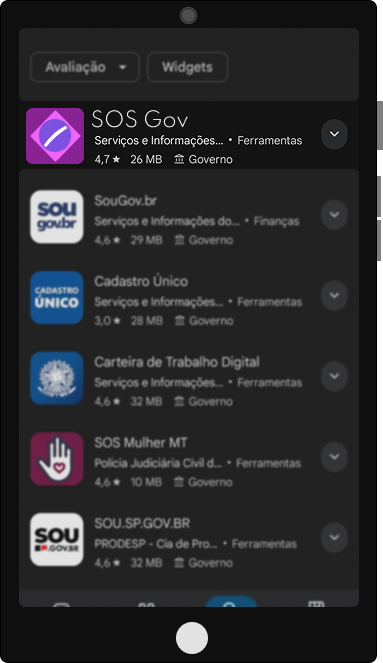 Avaliação
Widgets
SOS Gov
Serviços e Informações... • Ferramentas
4,7 ★ 26 MB Governo
SOU
gov.br
SouGov.br
Serviços e Informações do... • Finanças
4,6 ★ 29 MB Governo
CADASTRO
ÚNICO
Cadastro Único
Serviços e Informações... • Ferramentas
3,0 ★ 28 MB Governo
Carteira de Trabalho Digital
Serviços e Informações... • Ferramentas
4,6 ★ 32 MB Governo
SOS Mulher MT
Polícia Judiciária Civil d... • Ferramentas
4,6 ★ 10 MB Governo
SOU
SP.GOV.BR
SOU.SP.GOV.BR
PRODESP - Cia de Pro... • Ferramentas
4,6 ★ 32 MB Governo